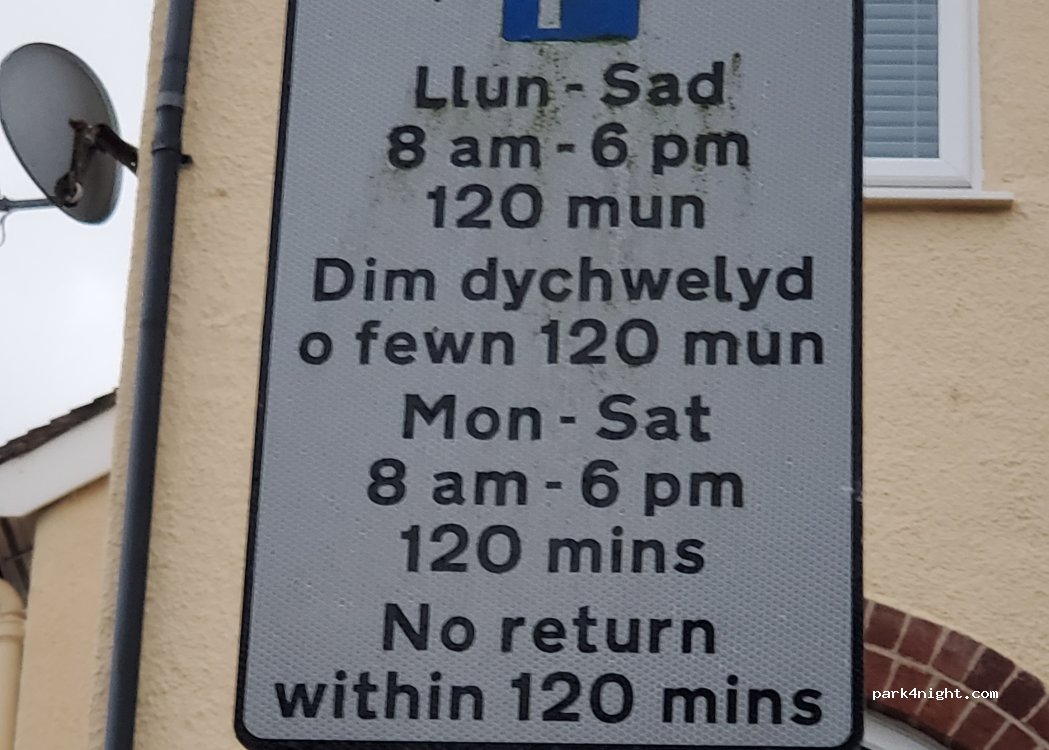 Llun - Sad
8 am - 6 pm
120 mun
Dim dychwelyd
o fewn 120 mun
Mon - Sat
8 am - 6 pm
120 mins
No return
within 120 mins
park4night.com